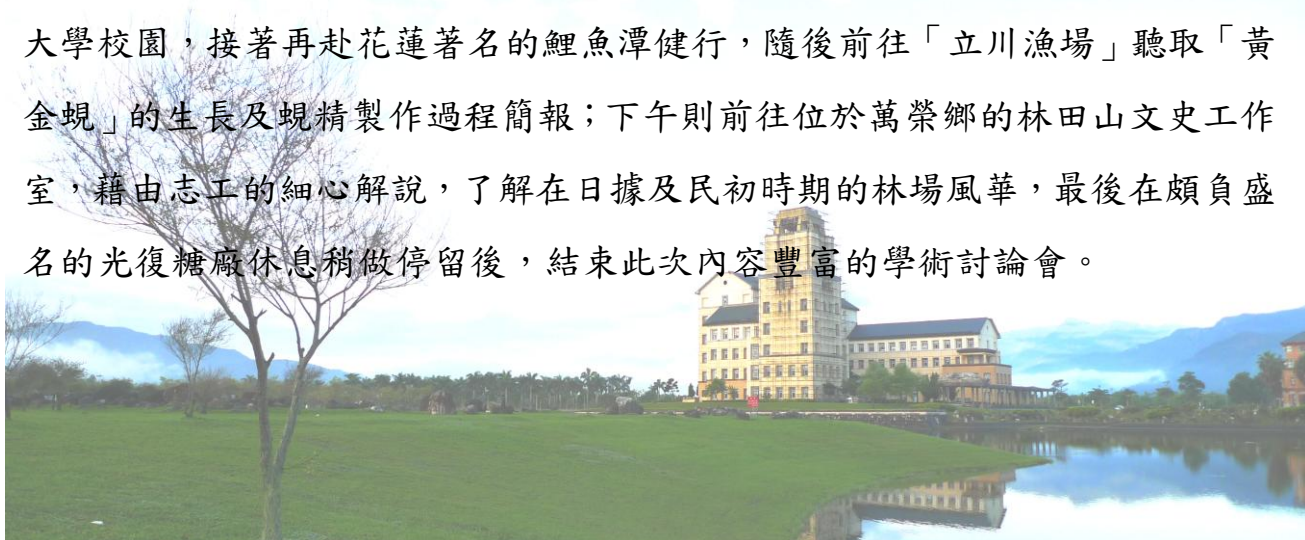 大學校園，接著再赴花蓮著名的鯉魚潭健行，隨後前往「立川漁場」聽取「黃
金蜆」的生長及蜆精製作過程簡報；下午則前往位於萬榮鄉的林田山文史工作
室，藉由志工的細心解說，了解在日據及民初時期的林場風華，最後在頗負盛
名的光復糖廠休息稍做停留後，結束此次內容豐富的學術討論會。